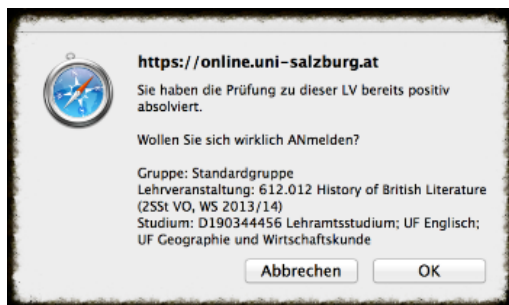 https://online.uni-salzburg.at
Sie haben die Prüfung zu dieser LV bereits positiv
absolviert.
Wollen Sie sich wirklich ANmelden?
Gruppe: Standardgruppe
Lehrveranstaltung: 612.012 History of British Literature
(2SSt VO, WS 2013/14)
Studium: D190344456 Lehramtsstudium; UF Englisch;
UF Geographie und Wirtschaftskunde
Abbrechen OK